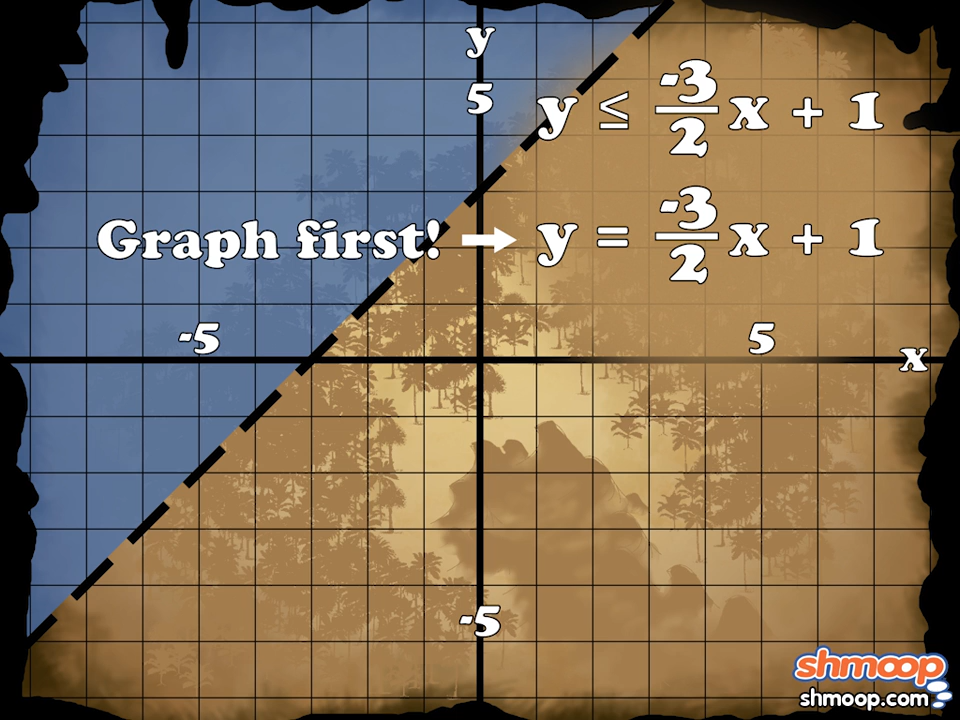 y
5
y ≤ -3/2 x + 1
Graph first! → y = -3/2 x + 1
-5
5
x
-5
shmoop
shmoop.com